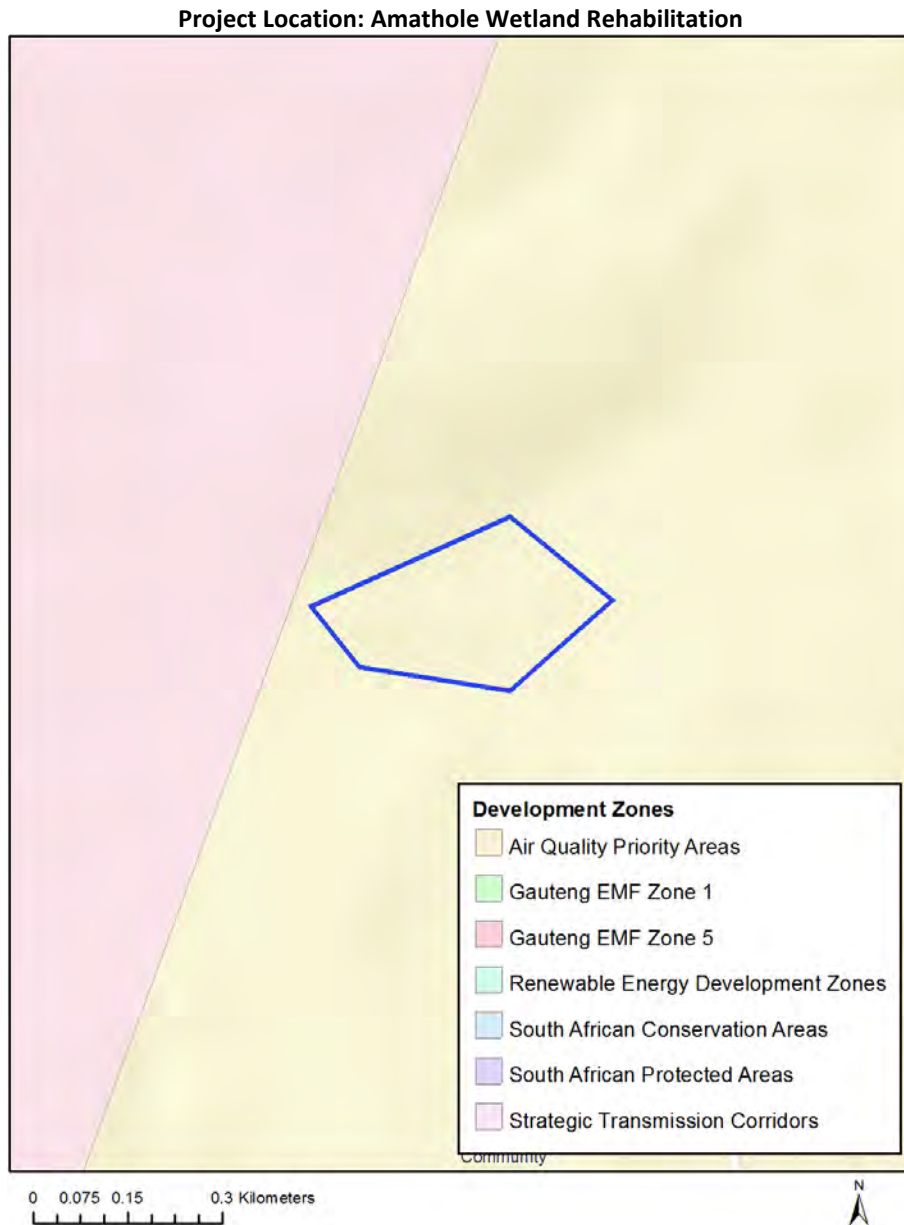 Project Location: Amathole Wetland Rehabilitation
Development Zones
Air Quality Priority Areas
Gauteng EMF Zone 1
Gauteng EMF Zone 5
Renewable Energy Development Zones
South African Conservation Areas
South African Protected Areas
Strategic Transmission Corridors
Community
0 0.075 0.15 0.3 Kilometers
N